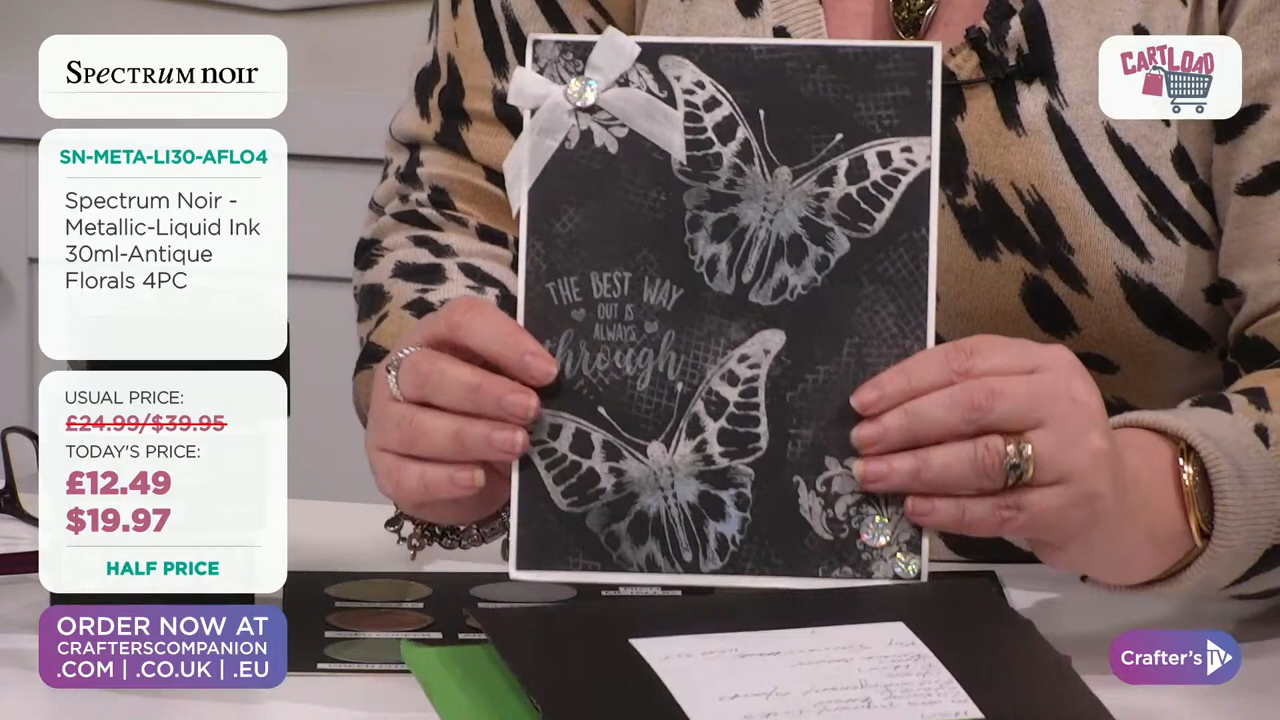 SPECTRUM NOIR
SN-META-LI30-AFLO4
Spectrum Noir -
Metallic-Liquid Ink
30ml-Antique
Florals 4PC
USUAL PRICE:
£24.99/$39.95
TODAY'S PRICE:
£12.49
$19.97
HALF PRICE
ORDER NOW AT
CRAFTERSCOMPANION
.COM | .CO.UK | .EU
THE BEST WAY
OUT IS
ALWAYS
through
CARTLOAD
Crafter's TV